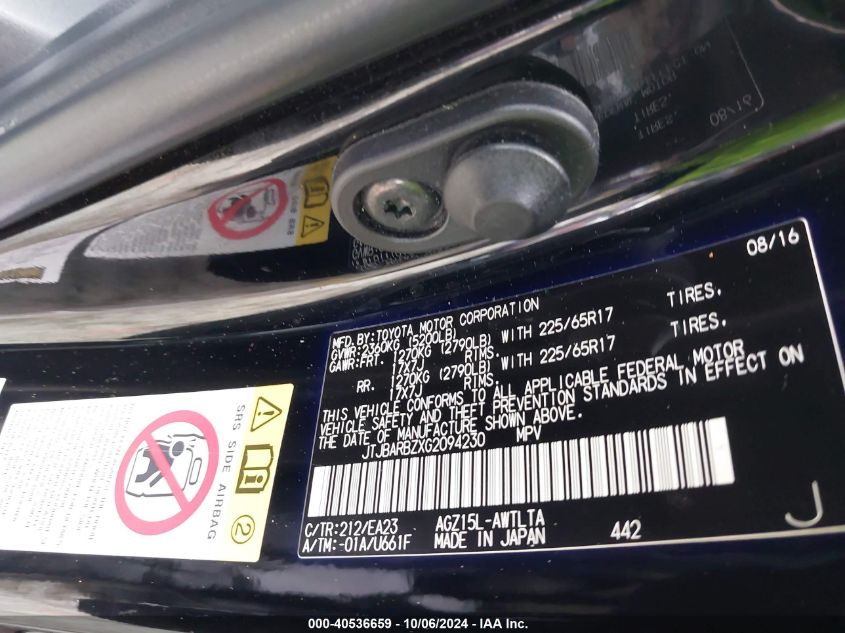 08/16
MFD. BY: TOYOTA MOTOR CORPORATION
GVWR: 2360KG (5200LB)
GAWR: FRT. 1270KG (2790LB) WITH 225/65R17 TIRES,
17X7J RIMS,
RR. 1270KG (2790LB) WITH 225/65R17 TIRES,
17X7J RIMS,
THIS VEHICLE CONFORMS TO ALL APPLICABLE FEDERAL MOTOR
VEHICLE SAFETY AND THEFT PREVENTION STANDARDS IN EFFECT ON
THE DATE OF MANUFACTURE SHOWN ABOVE.
JTJBARBZXG2094230 MPV
C/TR: 212/EA23 AGZ15L-AWTLTA
A/TM: -01A/U661F MADE IN JAPAN 442
J
SRS SIDE AIRBAG
2
000-40536659 - 10/06/2024 - IAA Inc.